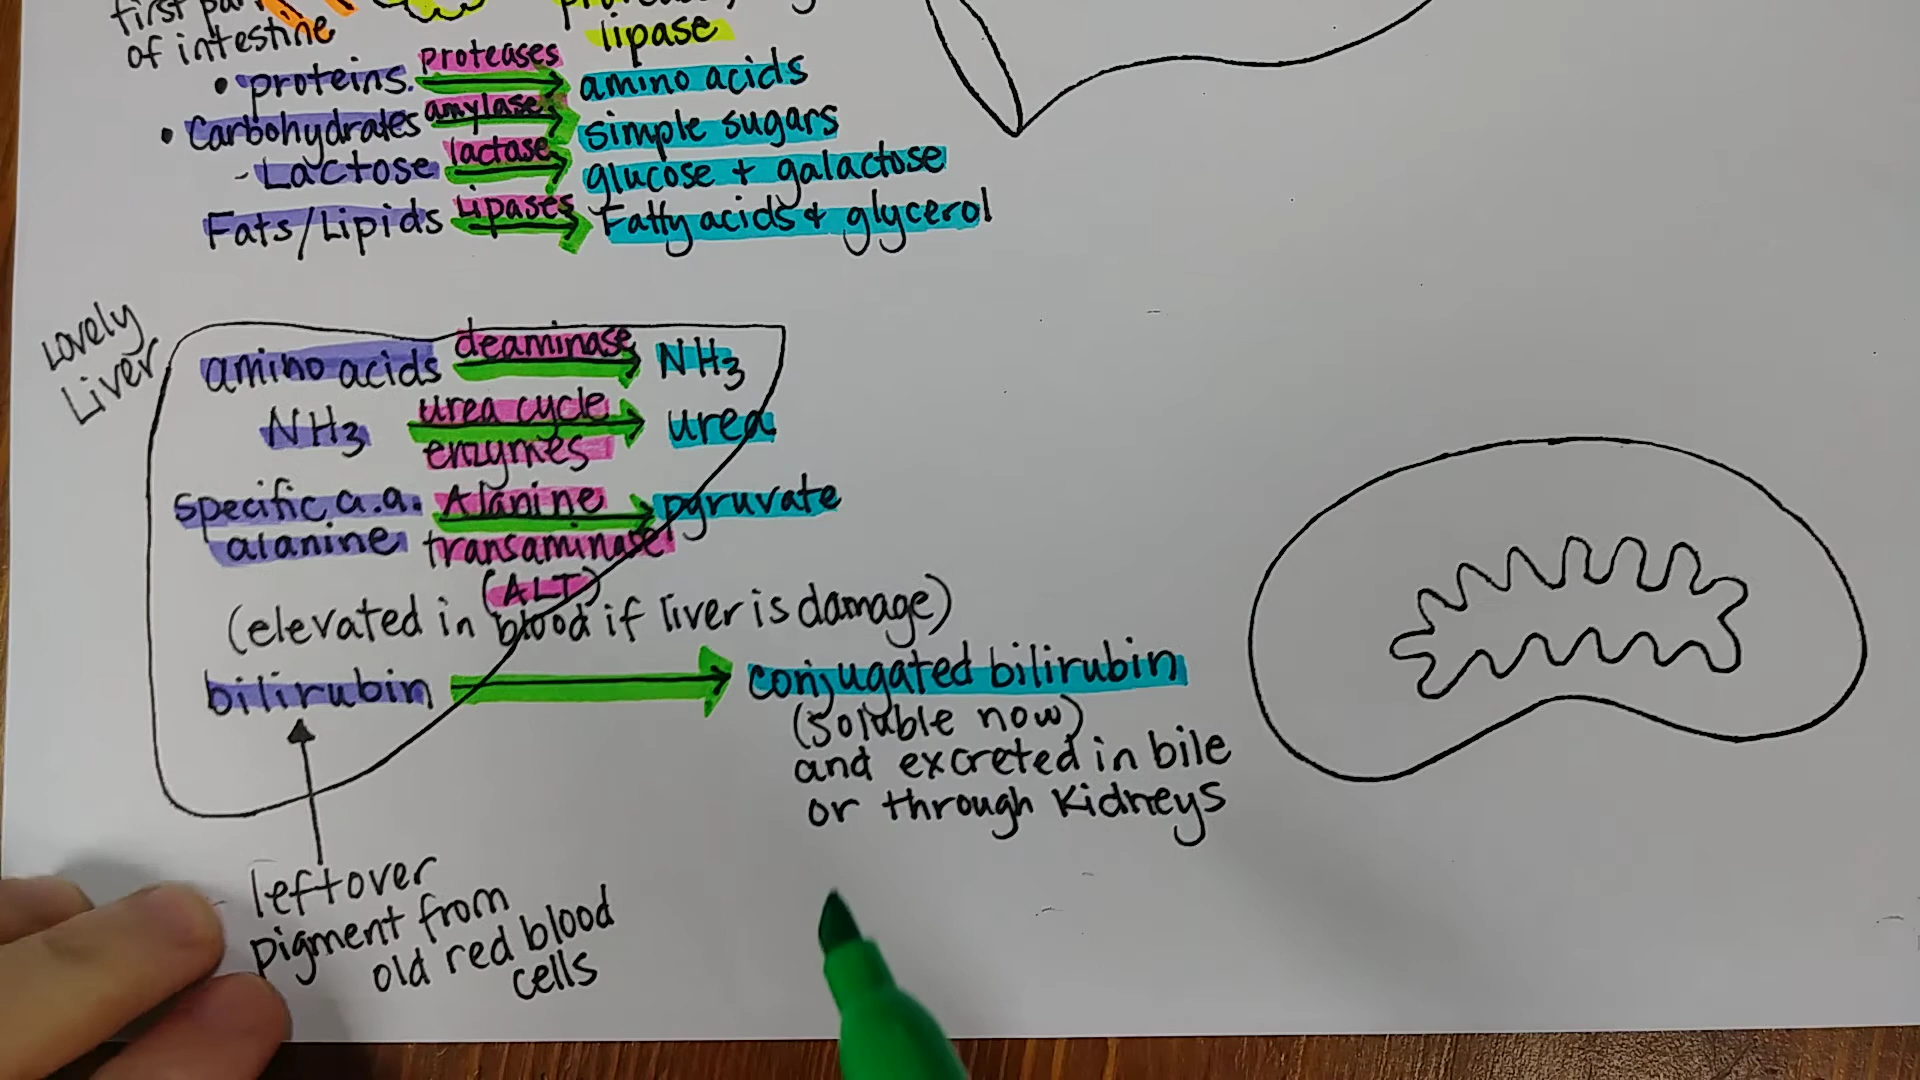 first
of intestine
lipase
• proteins. proteases amino acids
• Carbohydrates amylase simple sugars
- Lactose lactase glucose + galactose
Fats/Lipids Lipases Fatty acids & glycerol
Lovely
Liver
amino acids deaminase NH3
NH3 urea cycle enzymes urea
specific a.a. Alanine pyruvate
alanine transaminase
(ALT)
(elevated in blood if liver is damage)
bilirubin conjugated bilirubin
(soluble now)
and excreted in bile
or through kidneys
leftover
pigment from
old red blood
cells